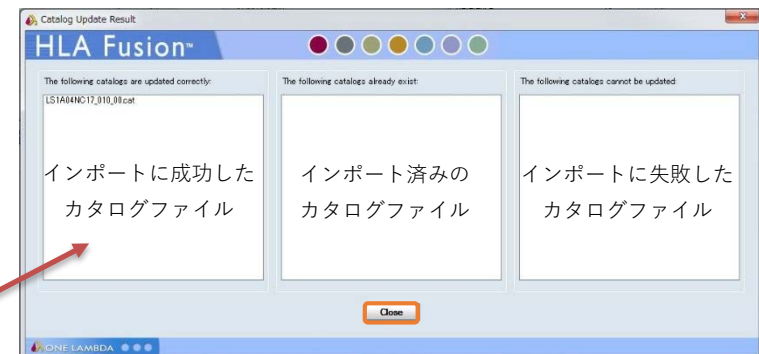 Catalog Update Result
HLA Fusion™
The following catalogs are updated correctly:
LS1A04NC17_010_00.cat
インポートに成功した
カタログファイル
The following catalogs already exist:
インポート済みの
カタログファイル
The following catalogs cannot be updated:
インポートに失敗した
カタログファイル
Close
ONE LAMBDA